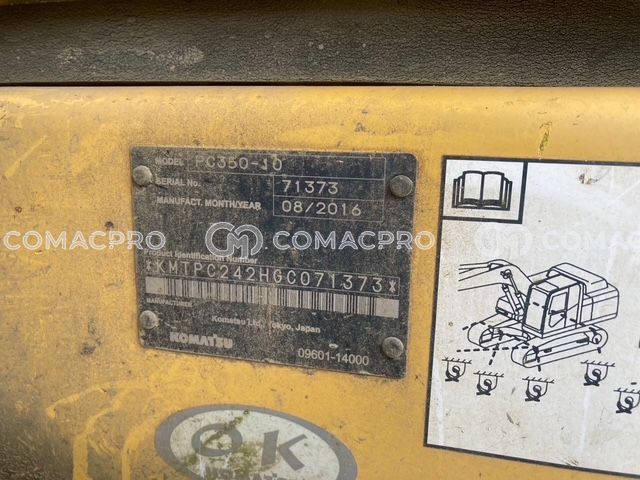 MODEL PC350-10
SERIAL No. 71373
MANUFACT. MONTH/YEAR 08/2016
COMACPRO COMACPRO COMACPRO
Product Identification Number
*KMTPC242HGC071373*
MANUFACTURER
Komatsu Ltd., Tokyo, Japan
KOMATSU
09601-14000
OK